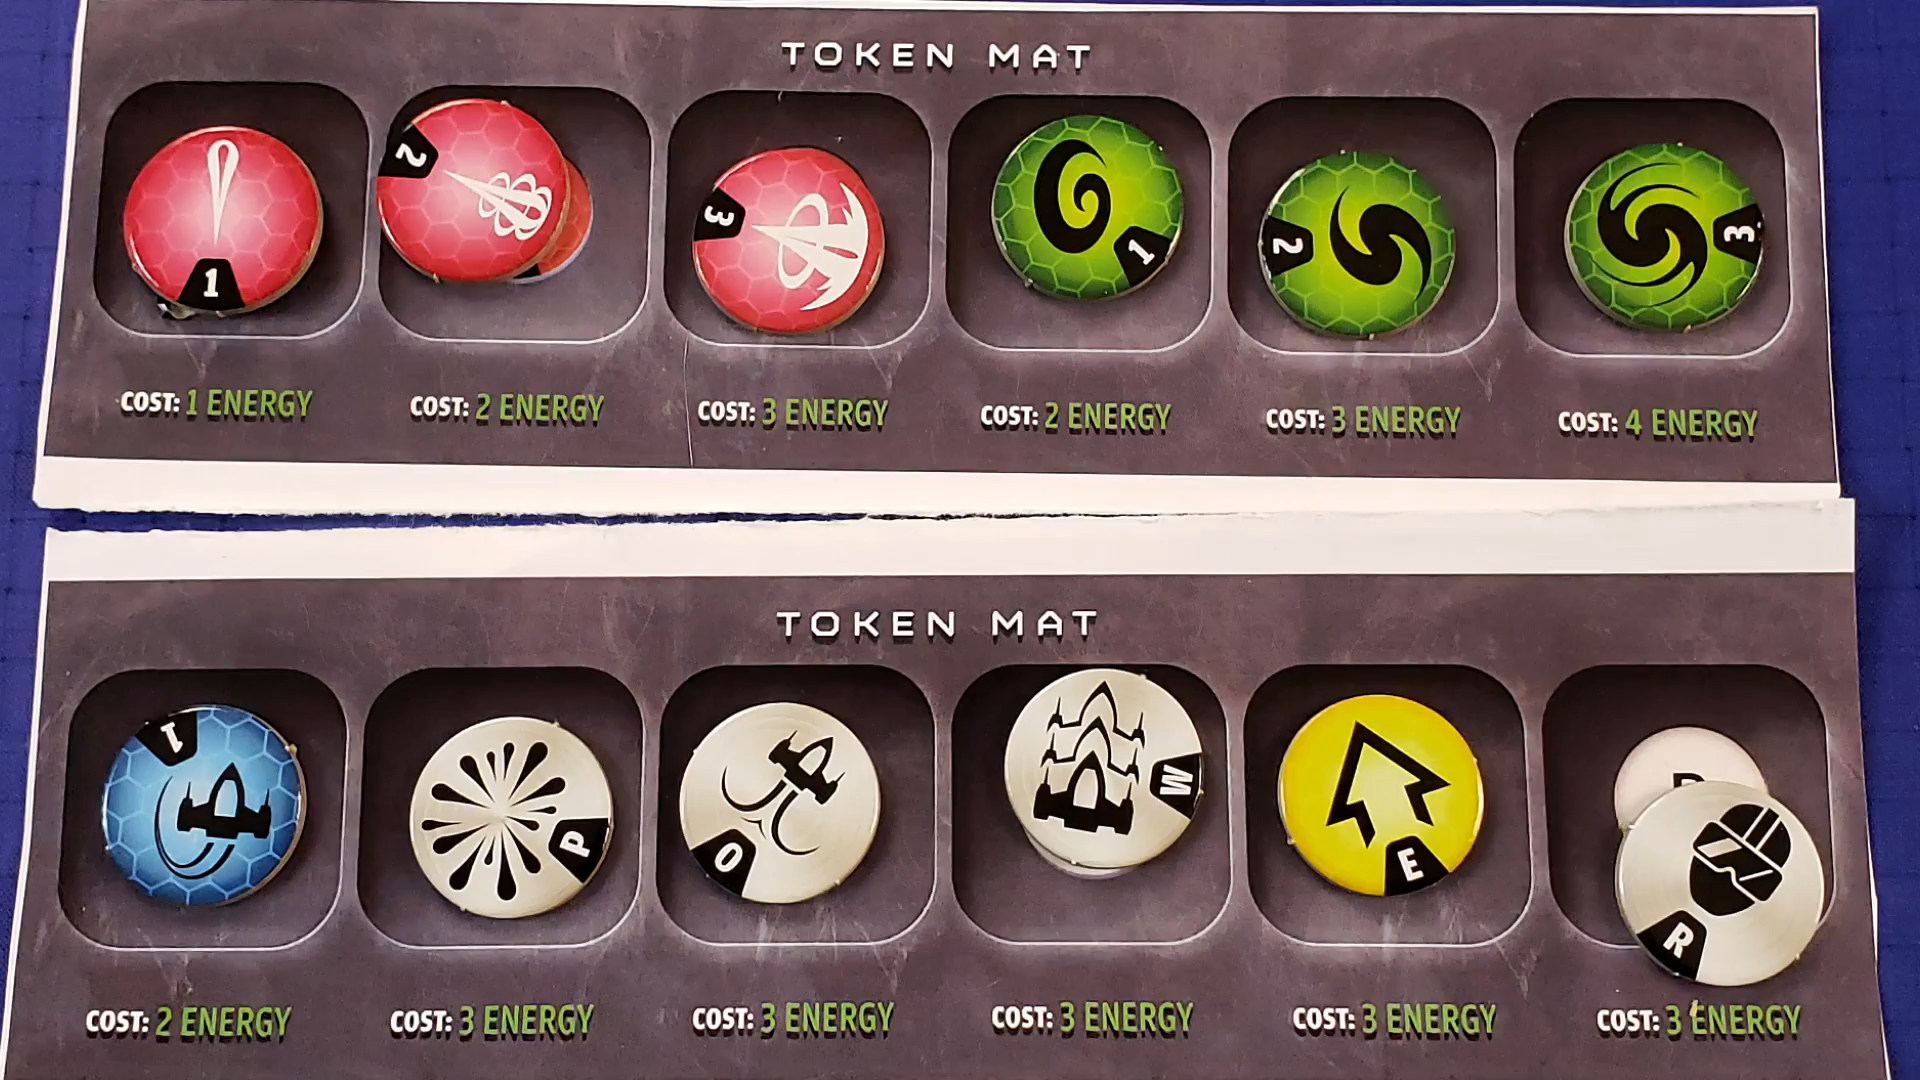 TOKEN MAT
1
2
3
1
2
3
COST: 1 ENERGY
COST: 2 ENERGY
COST: 3 ENERGY
COST: 2 ENERGY
COST: 3 ENERGY
COST: 4 ENERGY
TOKEN MAT
1
P
O
W
E
R
COST: 2 ENERGY
COST: 3 ENERGY
COST: 3 ENERGY
COST: 3 ENERGY
COST: 3 ENERGY
COST: 3 ENERGY